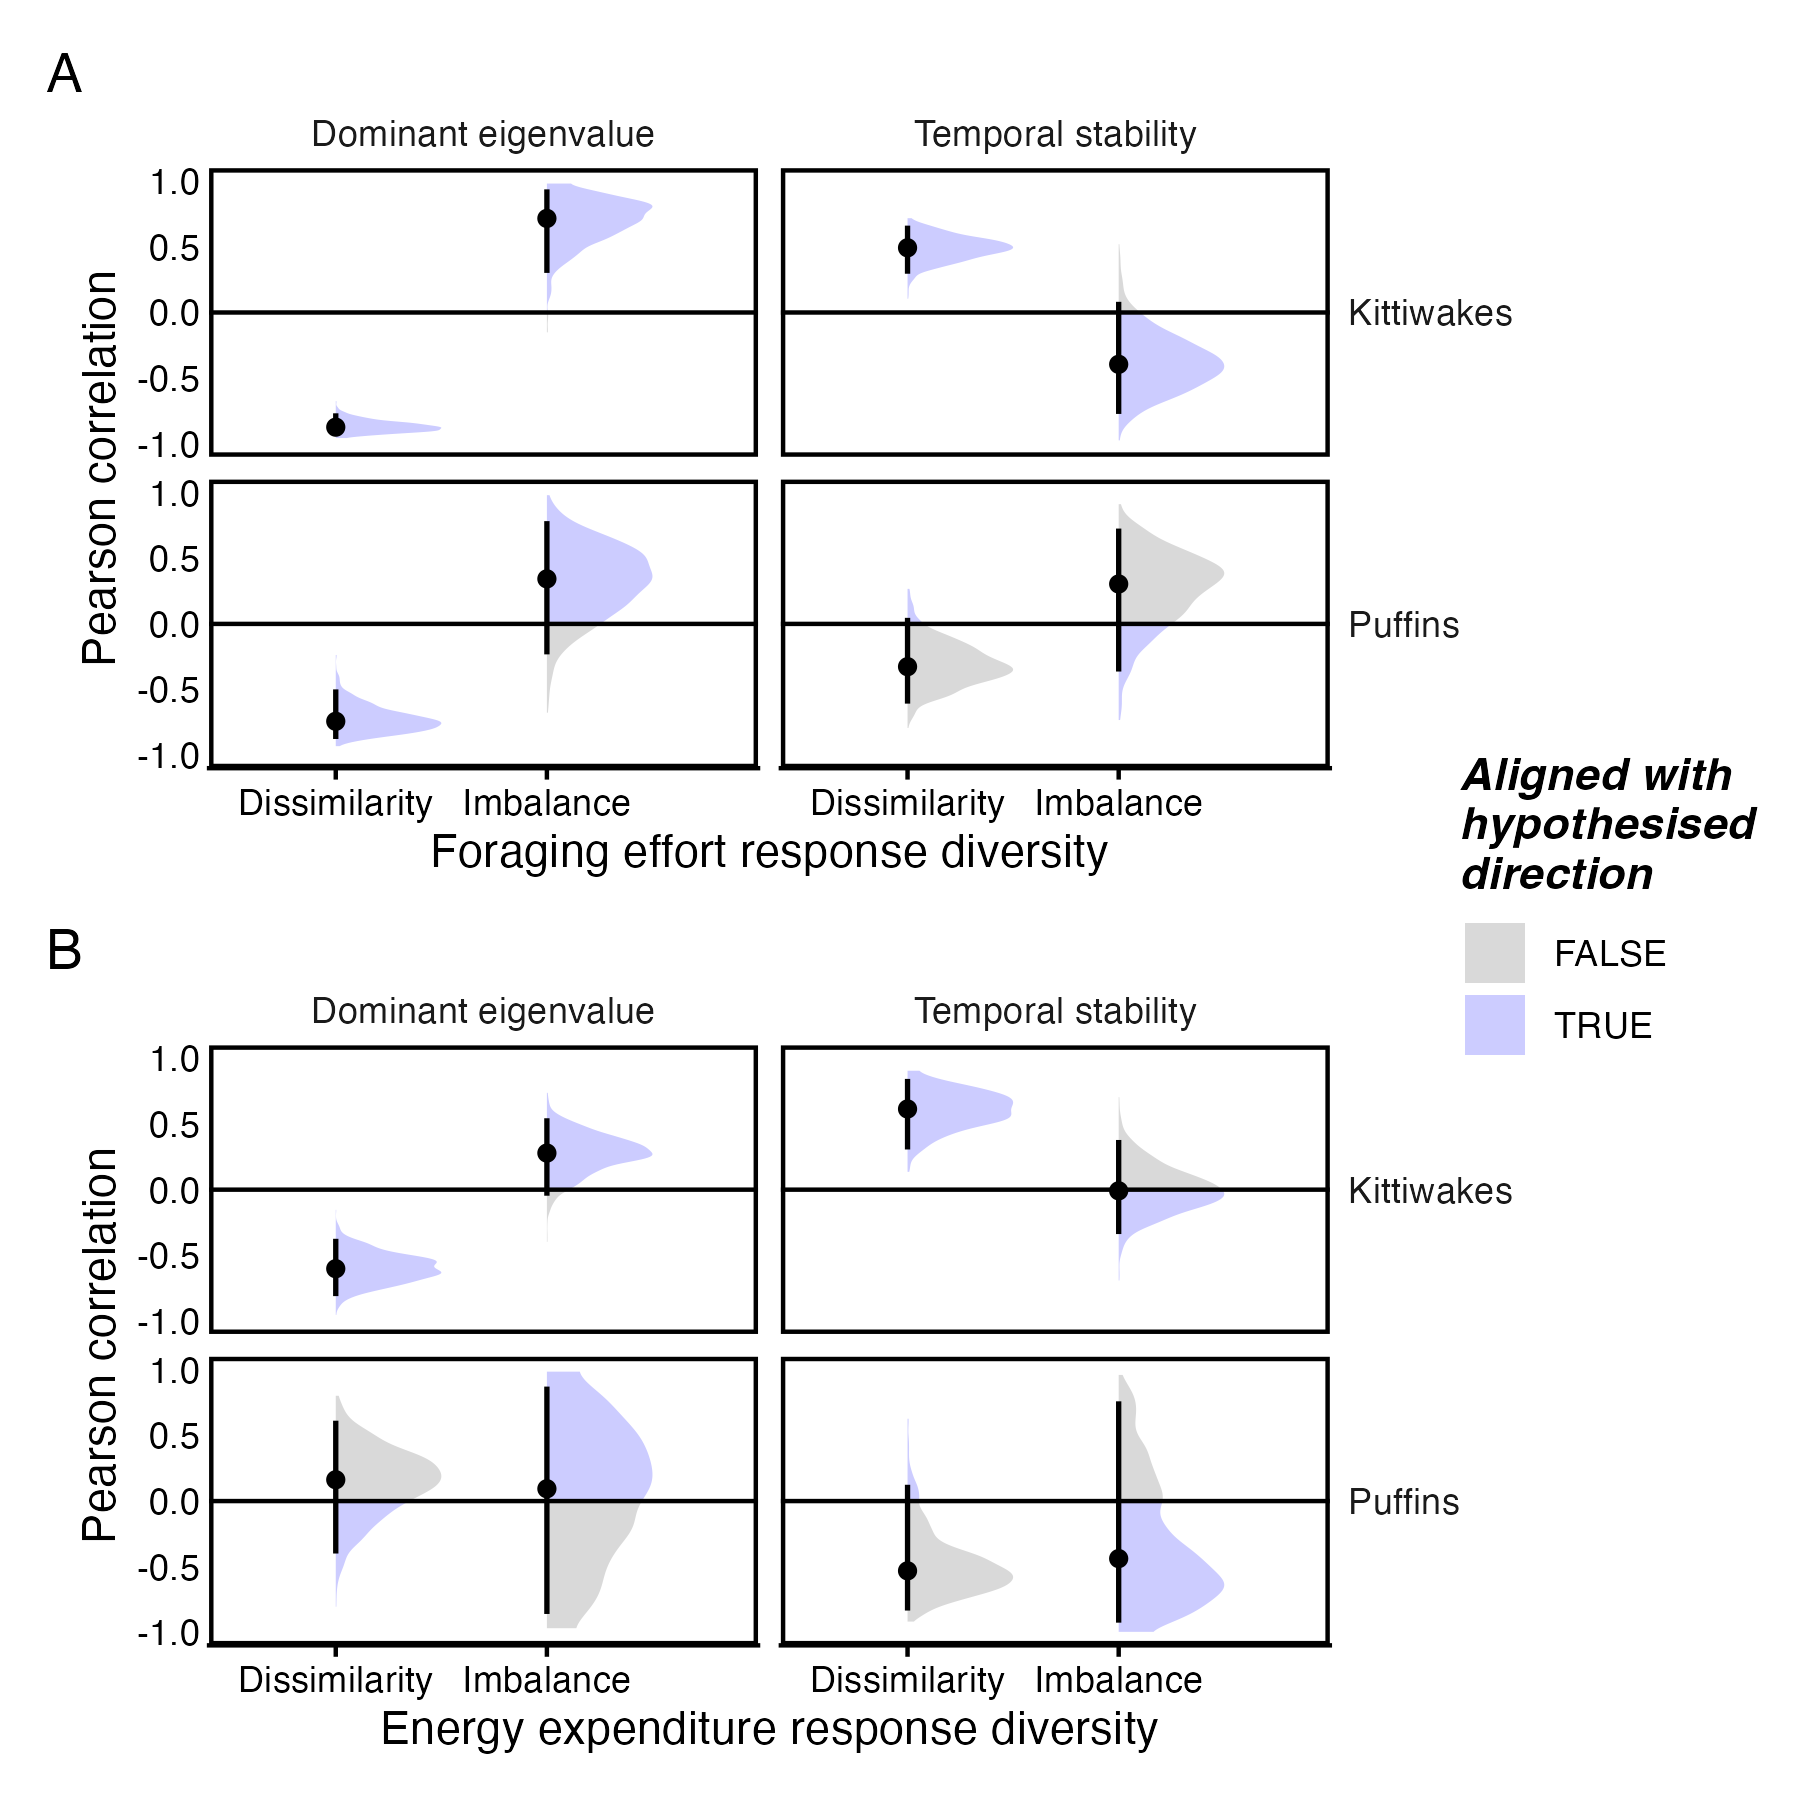 A
Dominant eigenvalue
Temporal stability
Pearson correlation
1.0
0.5
0.0
-0.5
-1.0
Kittiwakes
1.0
0.5
0.0
-0.5
-1.0
Puffins
Dissimilarity Imbalance
Dissimilarity Imbalance
Foraging effort response diversity
Aligned with
hypothesised
direction
FALSE
TRUE
B
Dominant eigenvalue
Temporal stability
Pearson correlation
1.0
0.5
0.0
-0.5
-1.0
Kittiwakes
1.0
0.5
0.0
-0.5
-1.0
Puffins
Dissimilarity Imbalance
Dissimilarity Imbalance
Energy expenditure response diversity